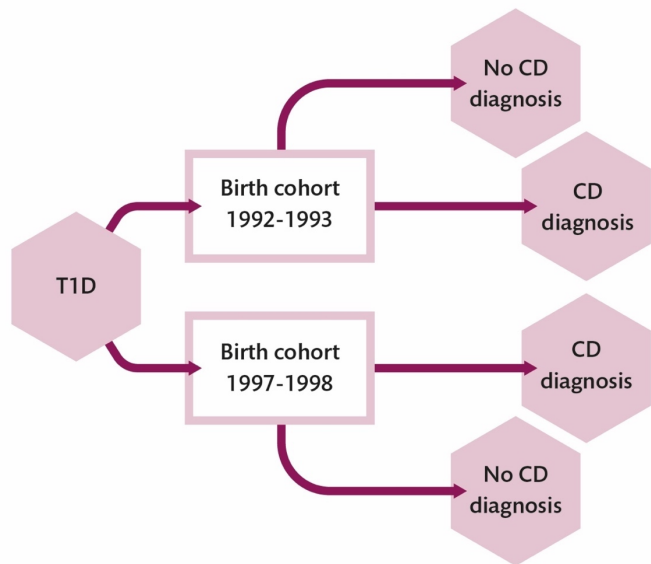 No CD
diagnosis
Birth cohort
1992-1993
CD
diagnosis
T1D
Birth cohort
1997-1998
CD
diagnosis
No CD
diagnosis